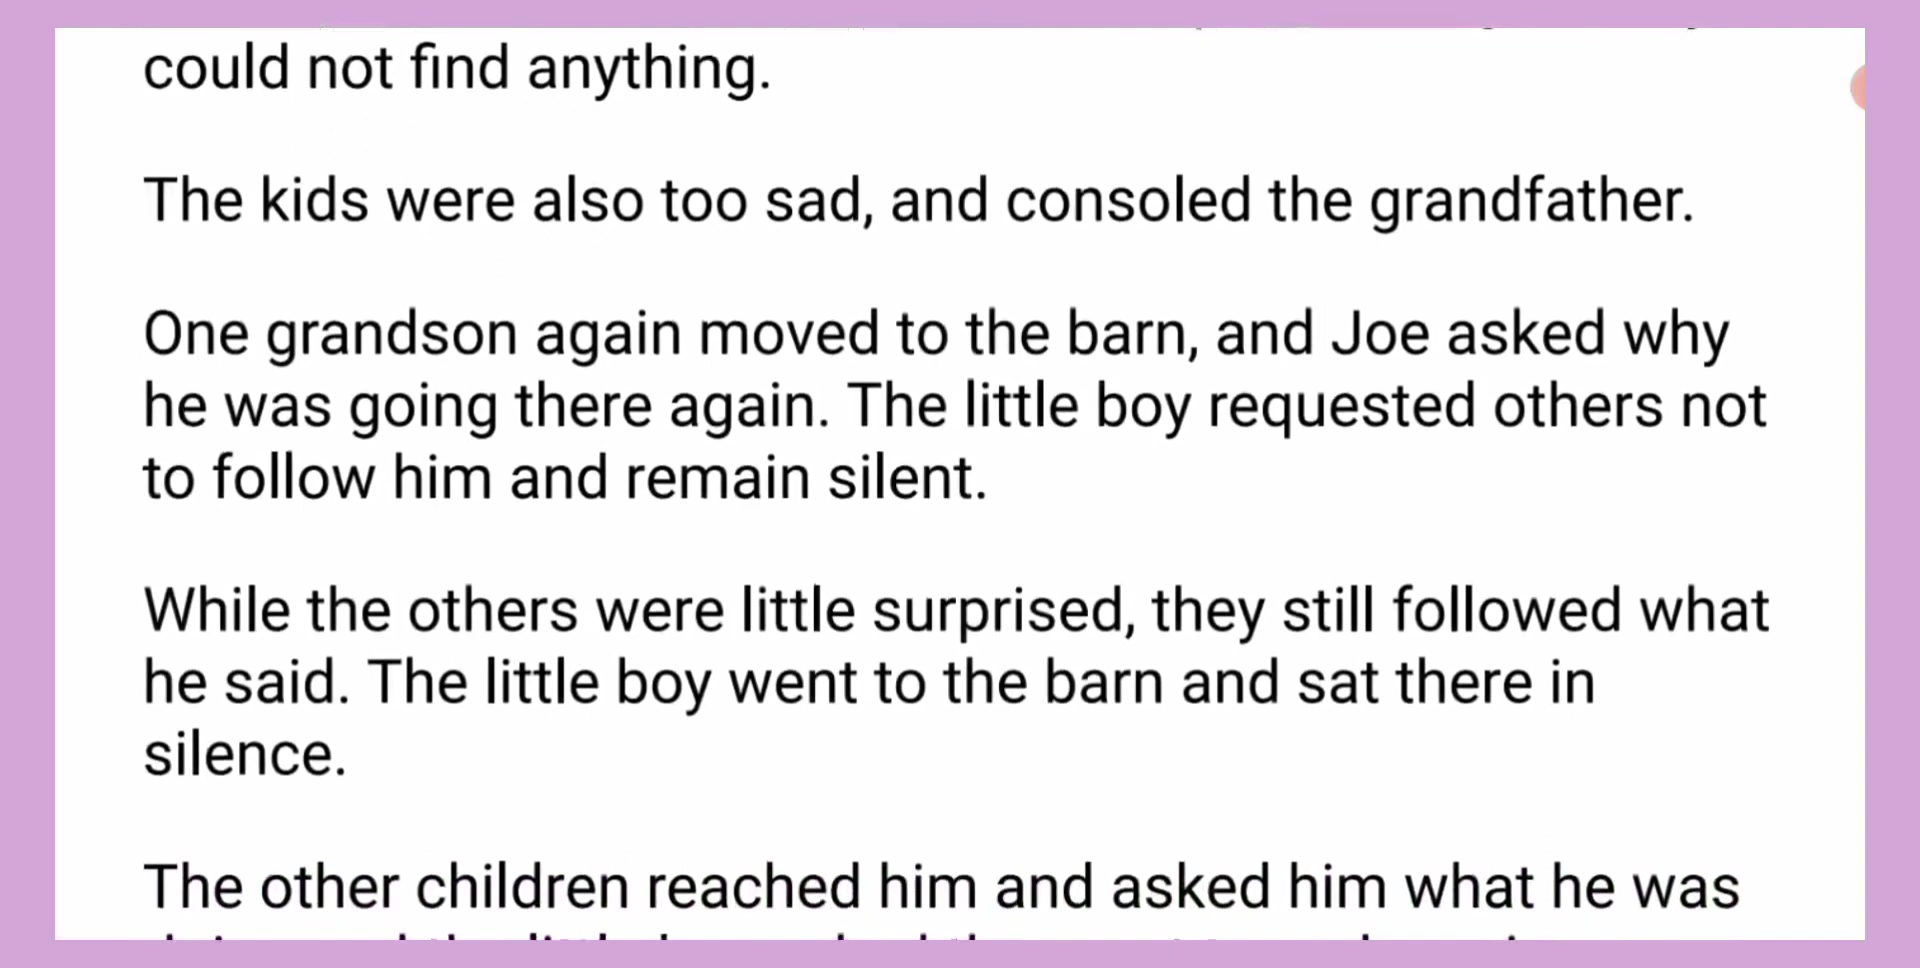 could not find anything.
The kids were also too sad, and consoled the grandfather.
One grandson again moved to the barn, and Joe asked why
he was going there again. The little boy requested others not
to follow him and remain silent.
While the others were little surprised, they still followed what
he said. The little boy went to the barn and sat there in
silence.
The other children reached him and asked him what he was